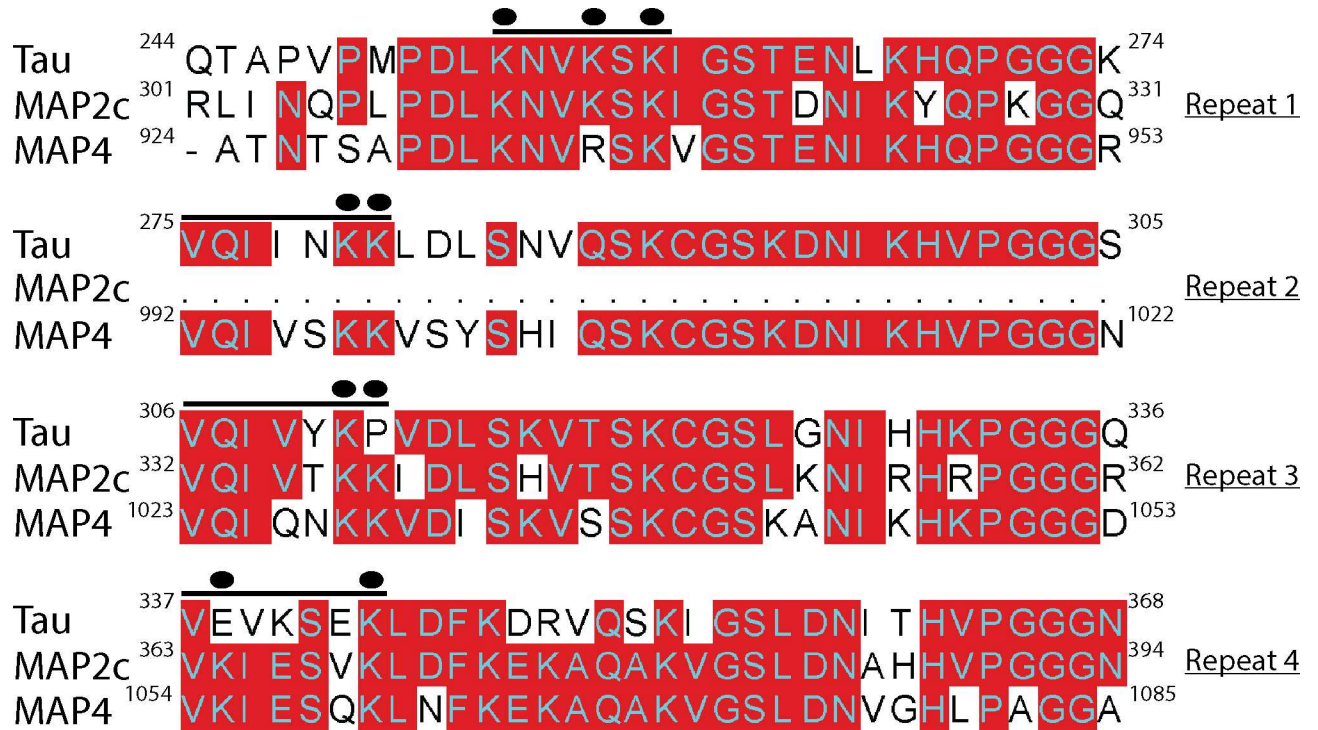 Tau 244 QTAPVPMPDLKNVKSKIGSTENLKHQPGGGK 274
MAP2c 301 RLINQPLPDLKNVKSKIGSTDNIKYQPKGGQ 331 Repeat 1
MAP4 924 -ATNTSAPDLKNVRSKVGSTENIKHQPGGGR 953
Tau 275 VQIINKKLDLSNVQSKCGSKDNIKHVPGGGS 305
MAP2c ............................... Repeat 2
MAP4 992 VQIVSKKVSYSHIQSKCGSKDNIKHVPGGGN 1022
Tau 306 VQIVYKPVDLSKVTSKCGSLGNIHHKPGGGQ 336
MAP2c 332 VQIVTKKIDLSHVTSKCGSLKNIRHRPGGGR 362 Repeat 3
MAP4 1023 VQIQNKKVDISKVSSKCGSKANIKHKPGGGD 1053
Tau 337 VEVKSEKLDFKDRVQSKIGSLDNITHVPGGGN 368
MAP2c 363 VKIESVKLDFKEKAQAKVGSLDNAHHVPGGGN 394 Repeat 4
MAP4 1054 VKIESQKLNFKEKAQAKVGSLDNVGHLPAGGA 1085